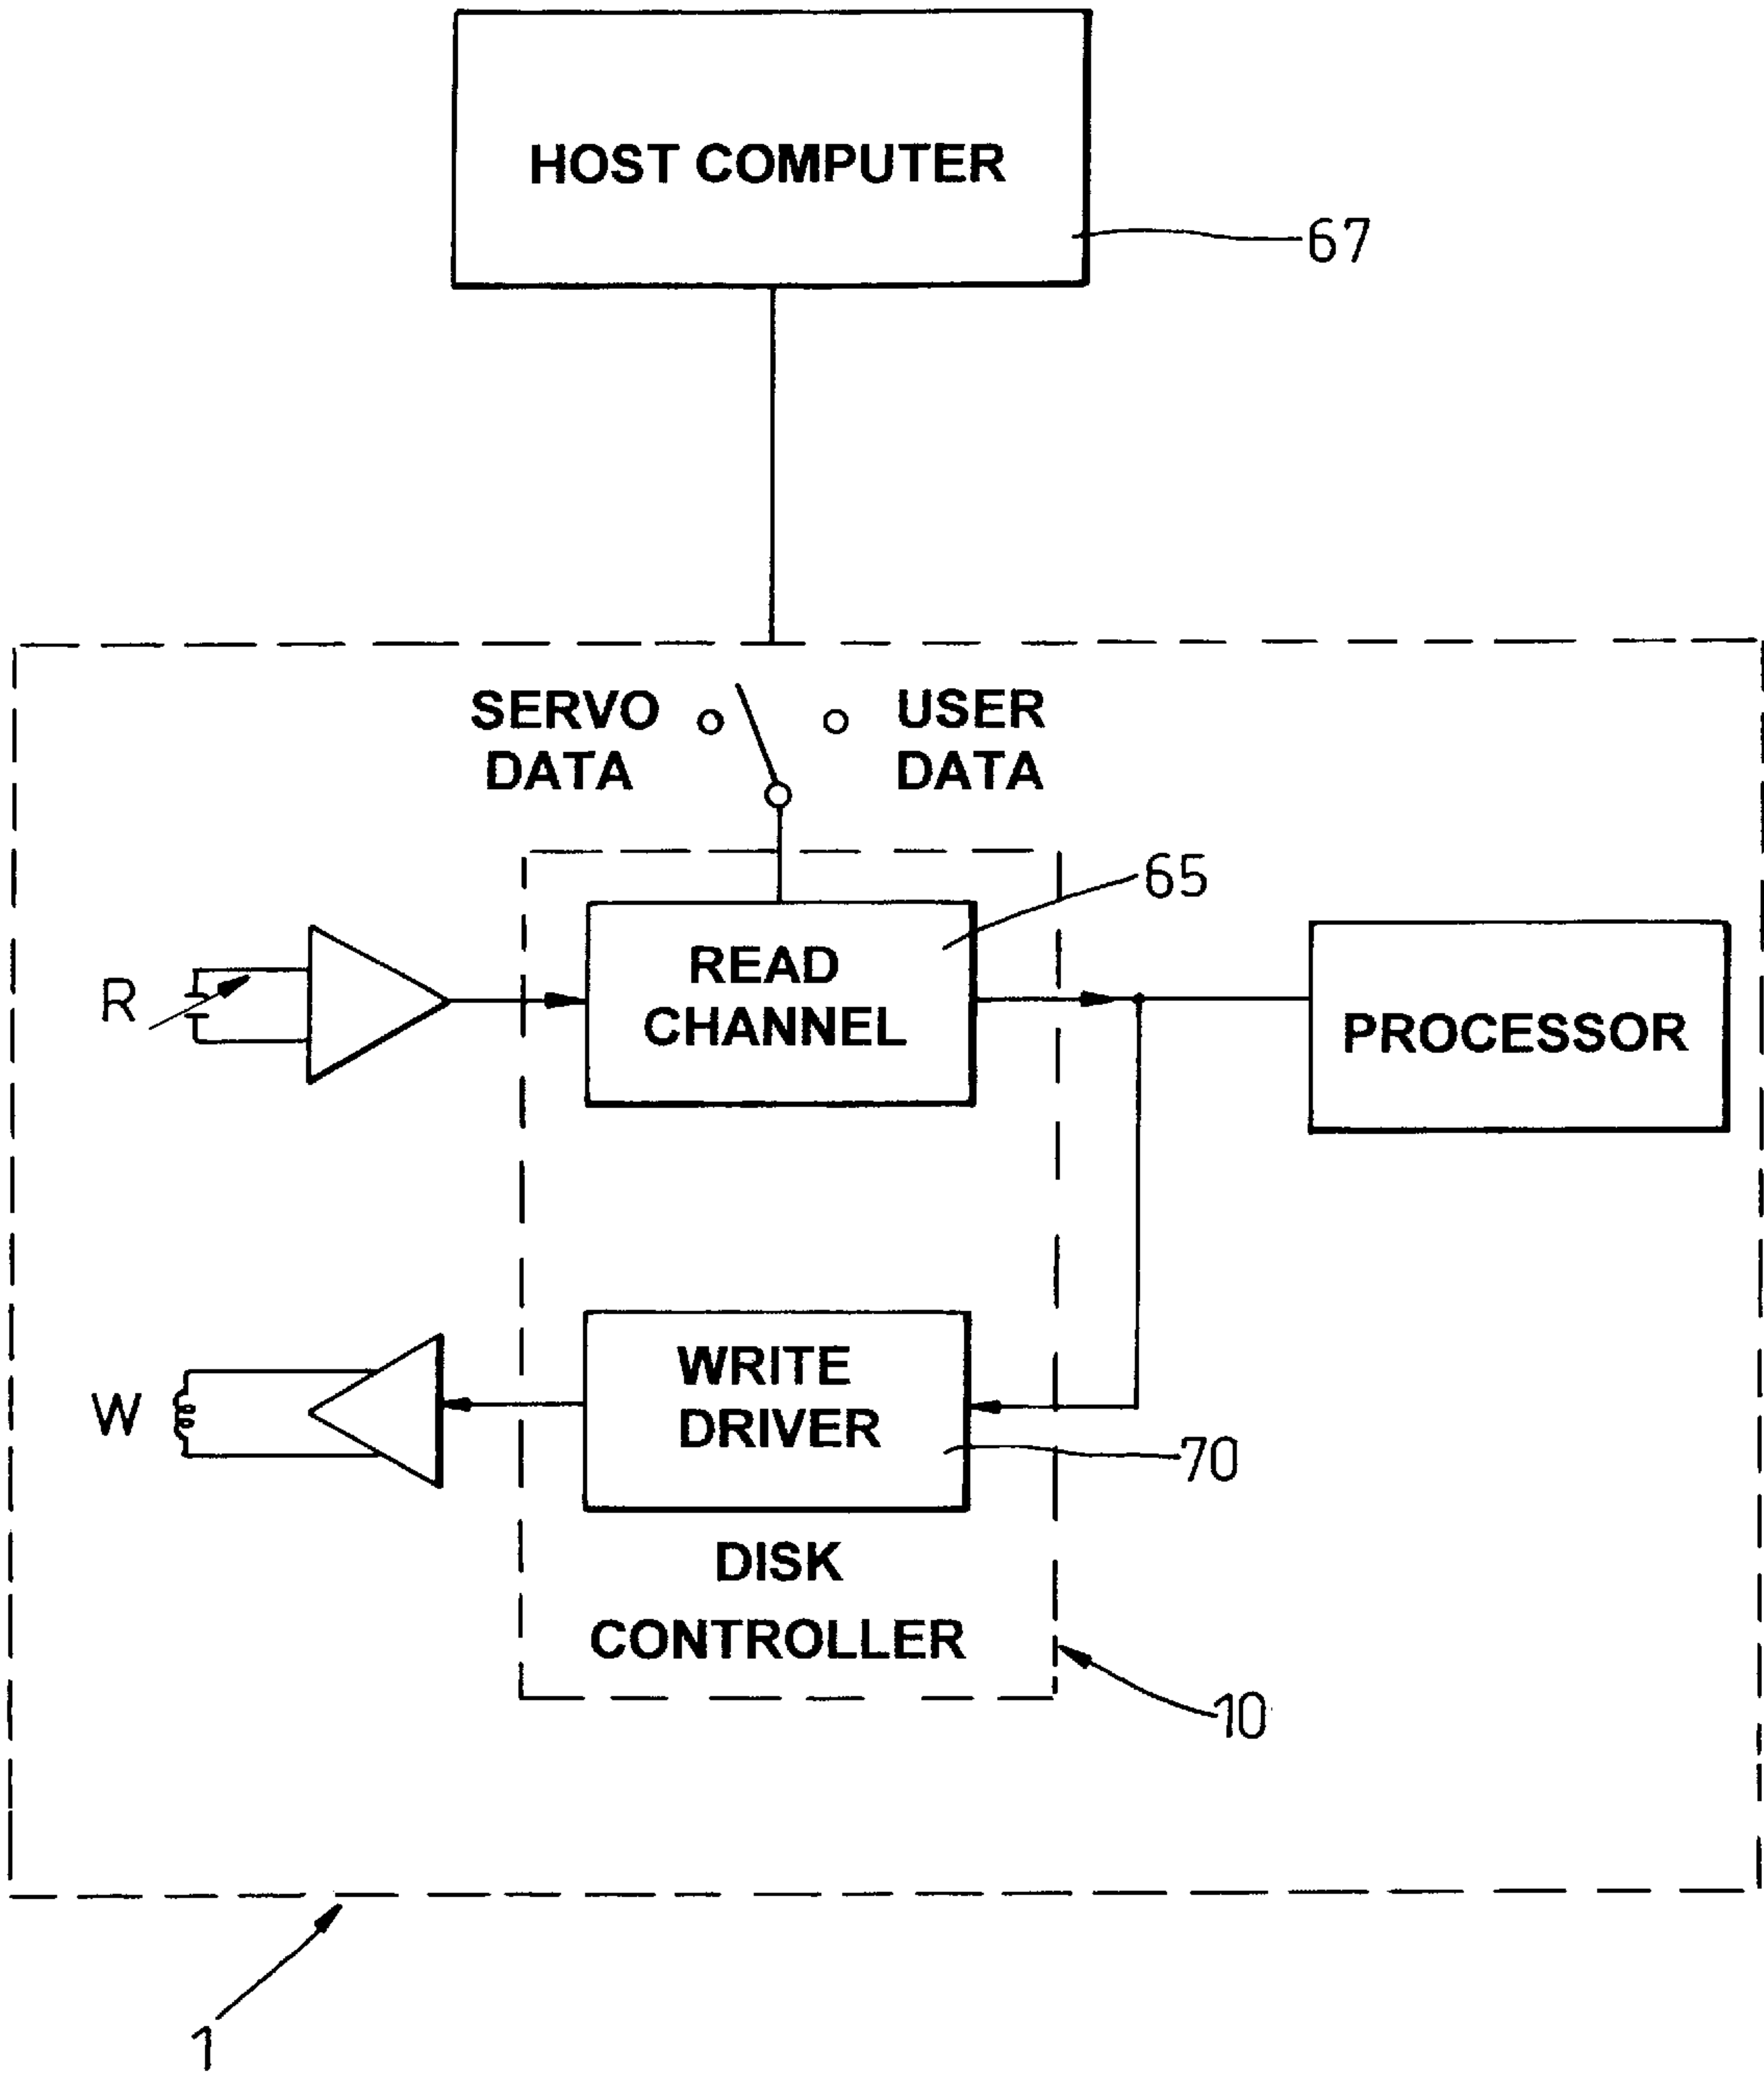 HOST COMPUTER
67
SERVO
DATA
USER
DATA
65
R
READ
CHANNEL
PROCESSOR
W
WRITE
DRIVER
70
DISK
CONTROLLER
10
1